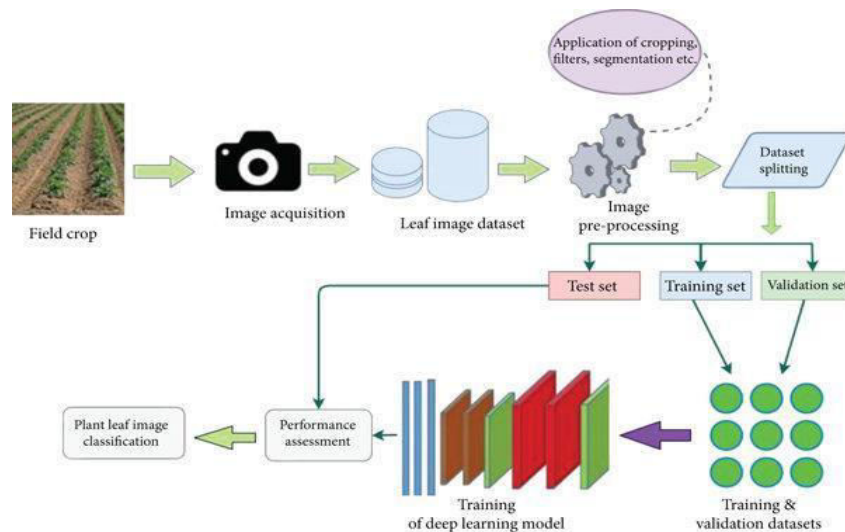 Application of cropping,
filters, segmentation etc.
Field crop
Image acquisition
Leaf image dataset
Image
pre-processing
Dataset
splitting
Test set
Training set
Validation set
Plant leaf image
classification
Performance
assessment
Training
of deep learning model
Training &
validation datasets